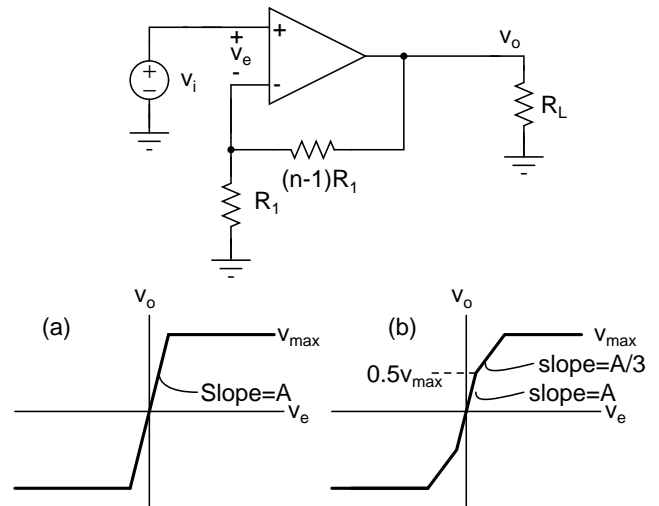 +
v_e
-
+
-
v_o
+
−
v_i
R_L
(n-1)R_1
R_1
(a)
v_o
v_max
Slope=A
v_e
(b)
v_o
v_max
slope=A/3
0.5v_max
slope=A
v_e